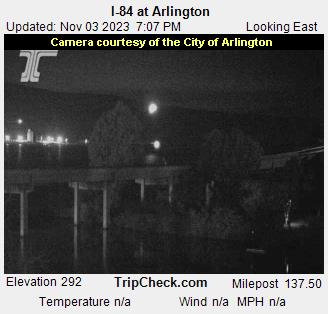 I-84 at Arlington
Updated: Nov 03 2023 7:07 PM Looking East
Camera courtesy of the City of Arlington
Elevation 292 TripCheck.com Milepost 137.50
Temperature n/a Wind n/a MPH n/a